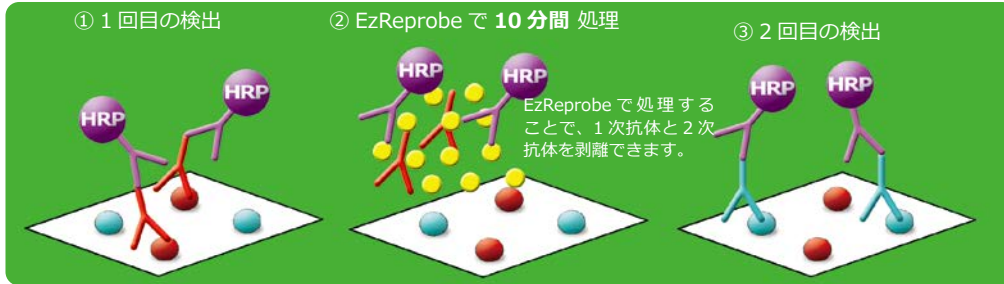 ① 1 回目の検出
HRP
HRP
② EzReprobe で 10 分間 処理
HRP
HRP
EzReprobe で処理する
ことで、1 次抗体と 2 次
抗体を剥離できます。
③ 2 回目の検出
HRP
HRP